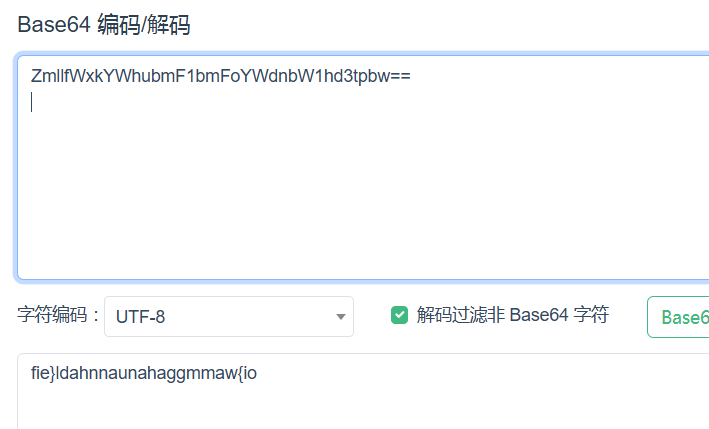 Base64 编码/解码
ZmllfWxkYWhubmF1bmFoYWdnbW1hd3tpbw==
字符编码：
UTF-8
解码过滤非 Base64 字符
Base6
fie}ldahnnaunahaggmmaw{io